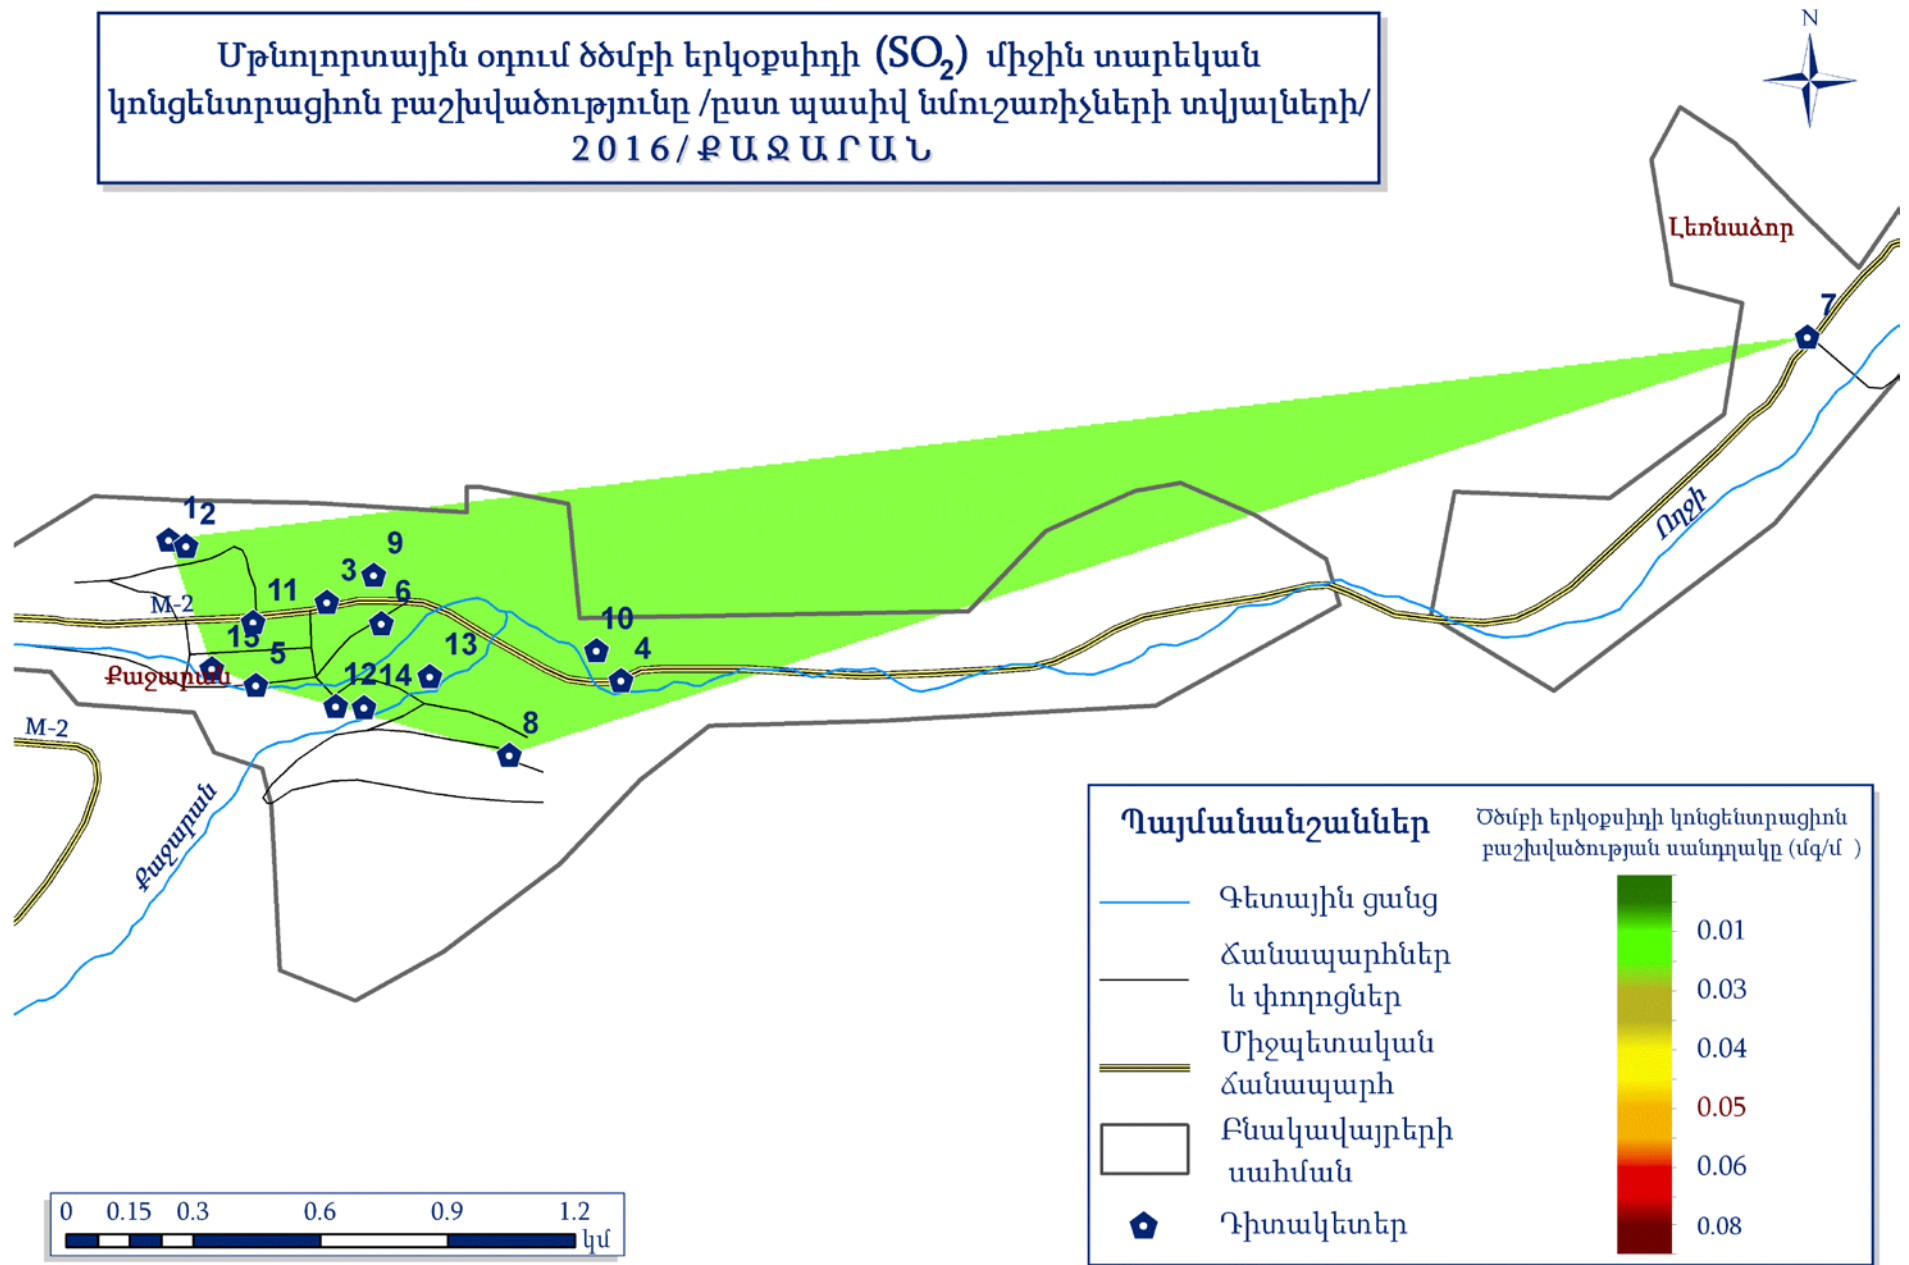 Մթնոլորտային օդում ծծմբի երկօքսիդի (SO₂) միջին տարեկան
կոնցենտրացիոն բաշխվածությունը /ըստ պասիվ նմուշառիչների տվյալների/
2016/ՔԱՋԱՐԱՆ
N
Լեռնաձոր
7
Ողջի
1
2
9
3
11
6
M-2
10
15
5
13
4
Քաջարան
12
14
8
M-2
Քաջարան
Պայմանանշաններ
Ծծմբի երկօքսիդի կոնցենտրացիոն
բաշխվածության սանդղակը (մգ/մ )
Գետային ցանց
Ճանապարհներ
և փողոցներ
Միջպետական
ճանապարհ
Բնակավայրերի
սահման
Դիտակետեր
0.01
0.03
0.04
0.05
0.06
0.08
0 0.15 0.3 0.6 0.9 1.2
կմ